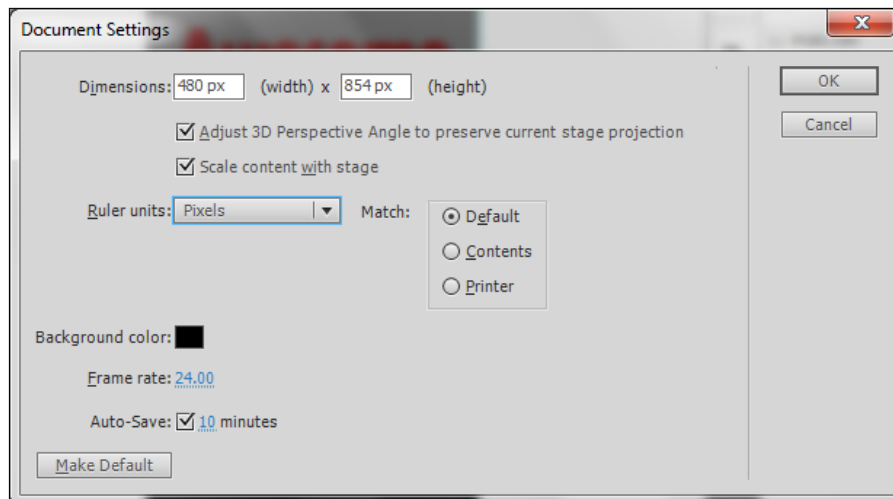 Document Settings
Dimensions: 480 px (width) x 854 px (height)
OK
Cancel
Adjust 3D Perspective Angle to preserve current stage projection
Scale content with stage
Ruler units: Pixels Match: Default
Contents
Printer
Background color:
Frame rate: 24.00
Auto-Save: 10 minutes
Make Default